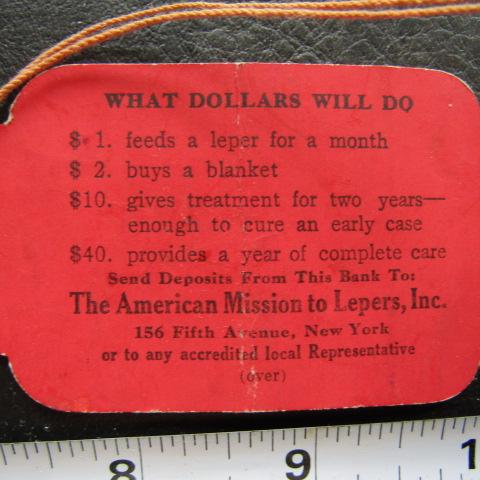 WHAT DOLLARS WILL DO
$ 1. feeds a leper for a month
$ 2. buys a blanket
$10. gives treatment for two years—
enough to cure an early case
$40. provides a year of complete care
Send Deposits From This Bank To:
The American Mission to Lepers, Inc.
156 Fifth Avenue, New York
or to any accredited local Representative
(over)
8 9 1